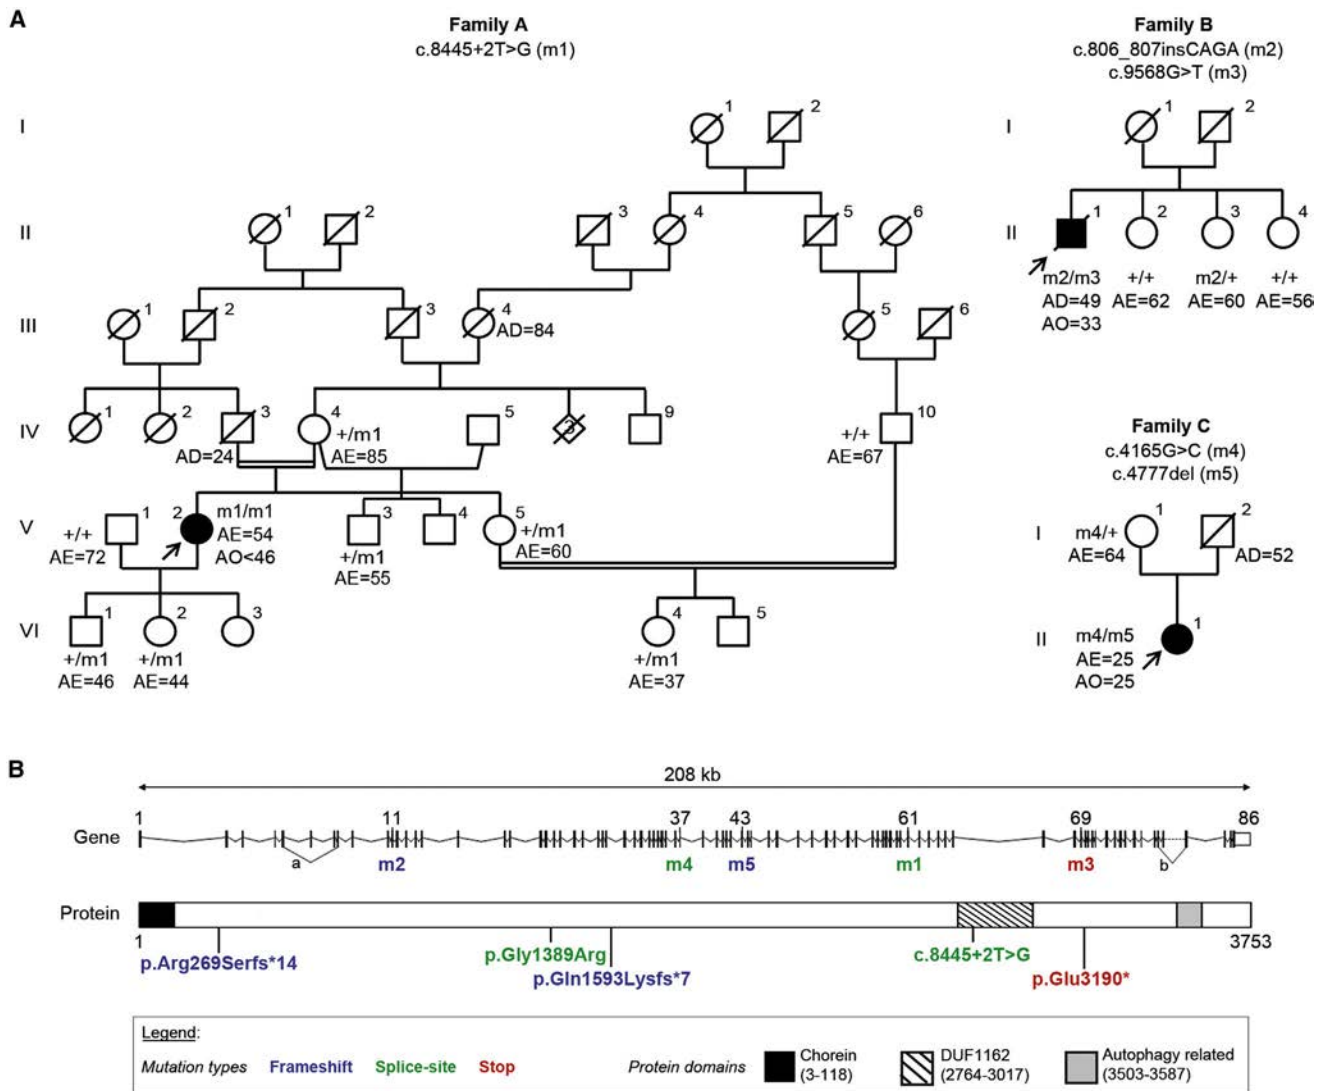 A
Family A
c.8445+2T>G (m1)
Family B
c.806_807insCAGA (m2)
c.9568G>T (m3)
I
1 2
II
1 2 3 4 5 6
III
1 2 3 4 5 6
AD=84
IV
1 2 3 4 5 3 9 10
AD=24
+/m1
AE=85
+/+
AE=67
V
1 2 3 4 5
+/+
AE=72
m1/m1
AE=54
AO<46
+/m1
AE=55
+/m1
AE=60
VI
1 2 3 4 5
+/m1
AE=46
+/m1
AE=44
+/m1
AE=37
I
1 2
II
1 2 3 4
m2/m3 +/+ m2/+ +/+
AD=49 AE=62 AE=60 AE=56
AO=33
Family C
c.4165G>C (m4)
c.4777del (m5)
I
1 2
m4/+
AE=64
AD=52
II
1
m4/m5
AE=25
AO=25
B
208 kb
1 11 37 43 61 69 86
Gene
a b
m2 m4 m5 m1 m3
Protein
1 3753
p.Arg269Serfs*14
p.Gly1389Arg
p.Gln1593Lysfs*7
c.8445+2T>G
p.Glu3190*
Legend:
Mutation types Frameshift Splice-site Stop
Protein domains
Chorein
(3-118)
DUF1162
(2764-3017)
Autophagy related
(3503-3587)